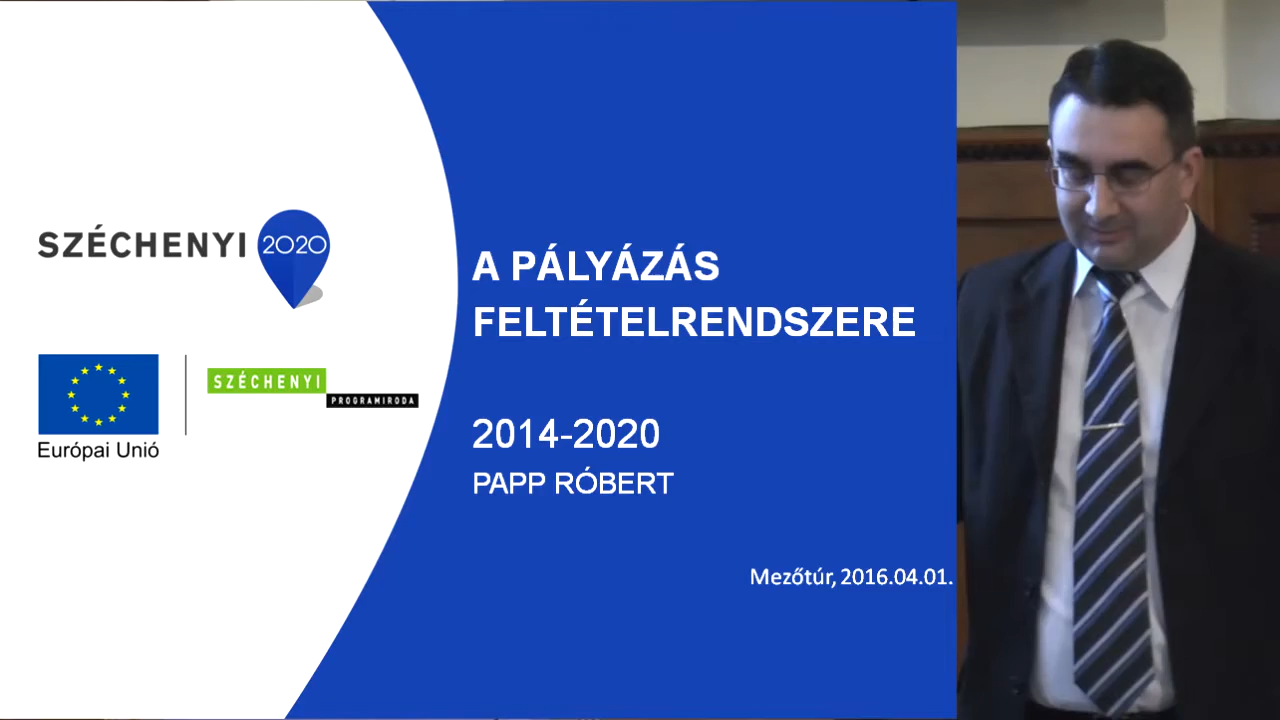 SZÉCHENYI 2020
Európai Unió
SZÉCHENYI
PROGRAMIRODA
A PÁLYÁZÁS
FELTÉTELRENDSZERE
2014-2020
PAPP RÓBERT
Mezőtúr, 2016.04.01.